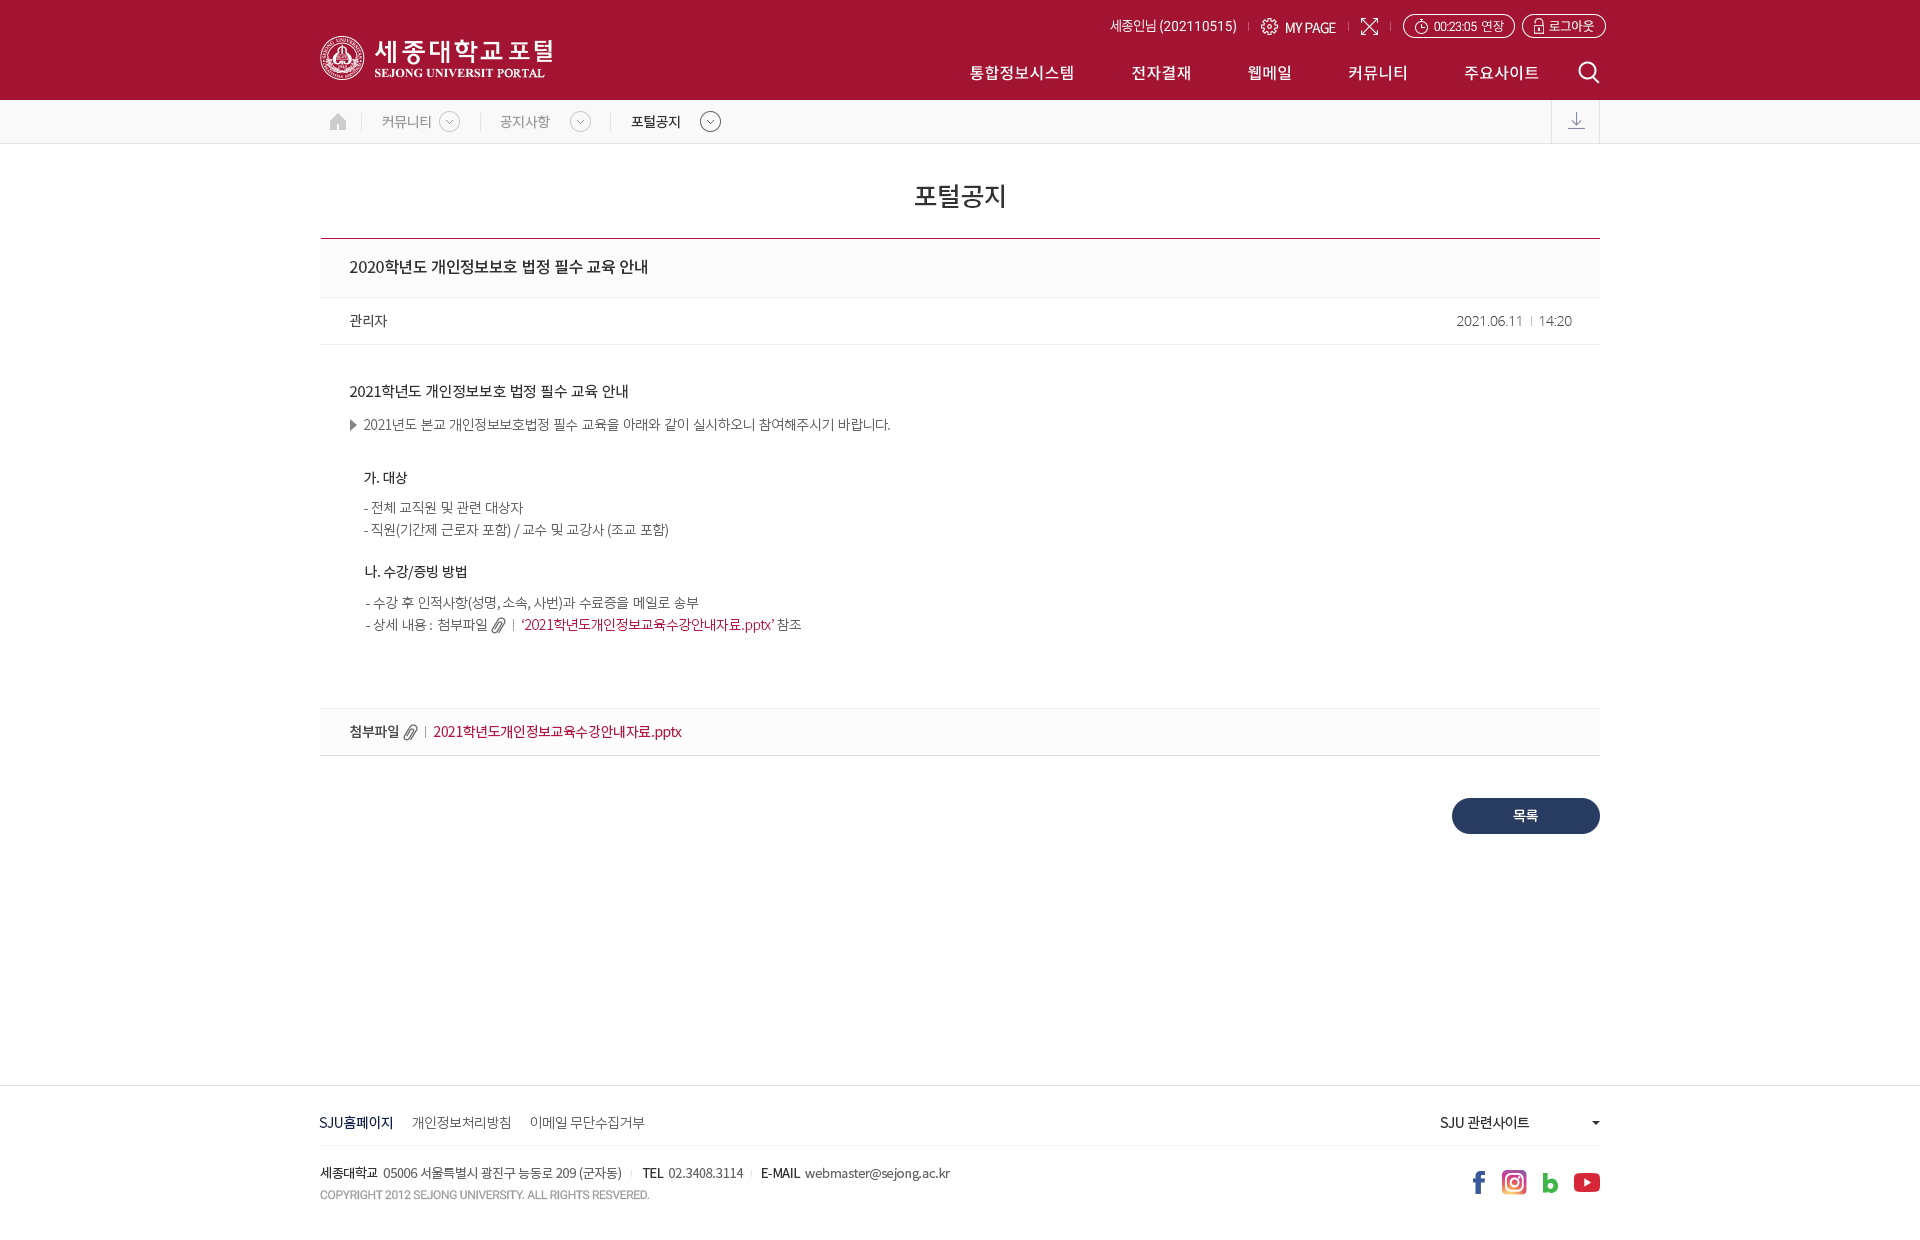 세종인님 (202110515)
MY PAGE
00:23:05 연장
로그아웃
세종대학교 포털
SEJONG UNIVERSIT PORTAL
통합정보시스템
전자결재
웹메일
커뮤니티
주요사이트
커뮤니티
공지사항
포털공지
포털공지
2020학년도 개인정보보호 법정 필수 교육 안내
관리자
2021.06.11
14:20
2021학년도 개인정보보호 법정 필수 교육 안내
2021년도 본교 개인정보보호법정 필수 교육을 아래와 같이 실시하오니 참여해주시기 바랍니다.
가. 대상
- 전체 교직원 및 관련 대상자
- 직원(기간제 근로자 포함) / 교수 및 교강사 (조교 포함)
나. 수강/증빙 방법
- 수강 후 인적사항(성명, 소속, 사번)과 수료증을 메일로 송부
- 상세 내용 : 첨부파일 ‘2021학년도개인정보교육수강안내자료.pptx’ 참조
첨부파일 2021학년도개인정보교육수강안내자료.pptx
목록
SJU홈페이지
개인정보처리방침
이메일 무단수집거부
SJU 관련사이트
세종대학교 05006 서울특별시 광진구 능동로 209 (군자동) TEL 02.3408.3114 E-MAIL webmaster@sejong.ac.kr
COPYRIGHT 2012 SEJONG UNIVERSITY. ALL RIGHTS RESVERED.